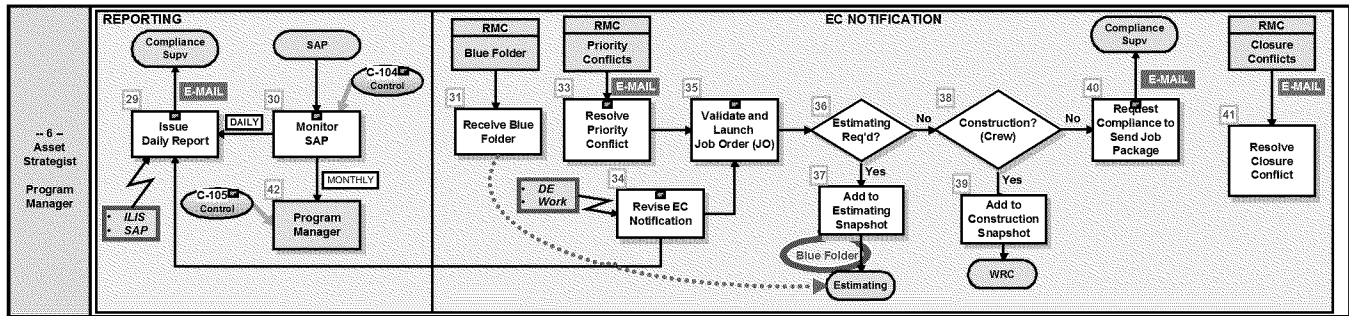 -- 6 --
Asset
Strategist
Program
Manager
REPORTING
Compliance
Supv
SAP
E-MAIL
C-104
Control
29
30
Issue
Daily Report
DAILY
Monitor
SAP
MONTHLY
C-105
Control
42
Program
Manager
• ILIS
• SAP
EC NOTIFICATION
RMC
Blue Folder
RMC
Priority
Conflicts
E-MAIL
31
Receive Blue
Folder
33
Resolve
Priority
Conflict
35
Validate and
Launch
Job Order (JO)
34
• DE
• Work
Revise EC
Notification
36
Estimating
Req'd?
No
Yes
37
Add to
Estimating
Snapshot
Blue Folder
Estimating
38
Construction?
(Crew)
No
Yes
39
Add to
Construction
Snapshot
WRC
Compliance
Supv
E-MAIL
40
Request
Compliance to
Send Job
Package
RMC
Closure
Conflicts
E-MAIL
41
Resolve
Closure
Conflict